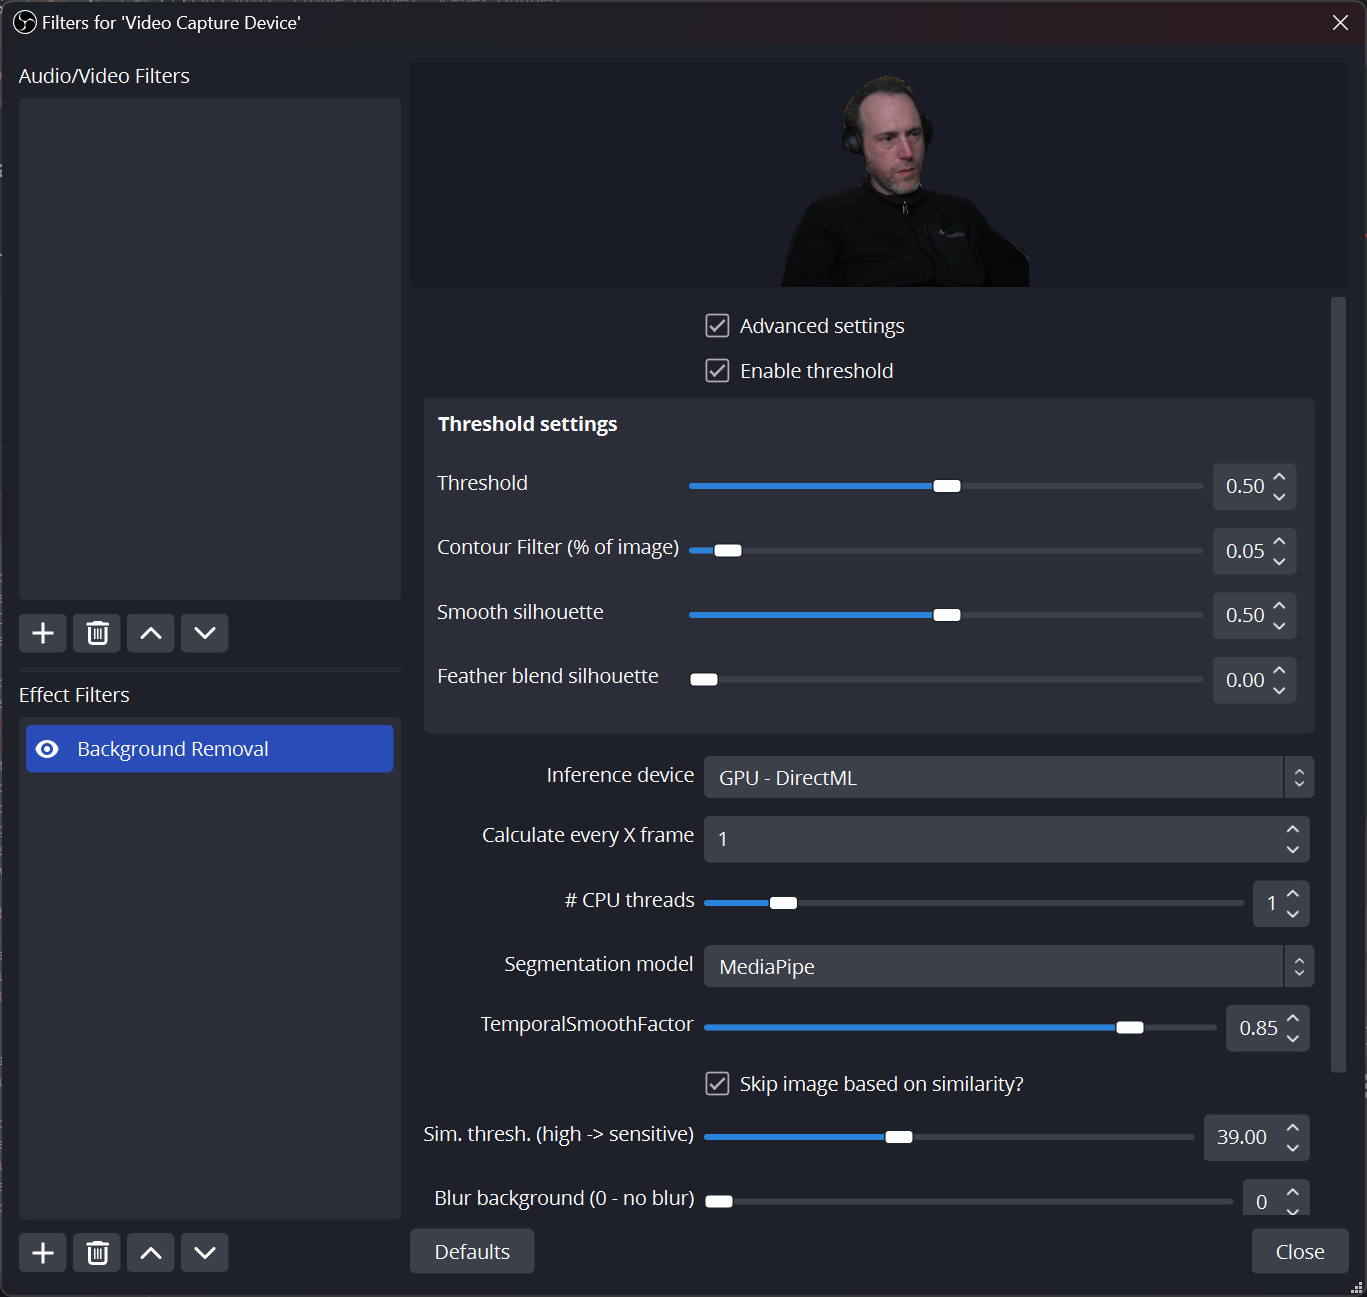 Filters for 'Video Capture Device'
Audio/Video Filters
Advanced settings
Enable threshold
Threshold settings
Threshold
0.50
Contour Filter (% of image)
0.05
Smooth silhouette
0.50
Feather blend silhouette
0.00
Effect Filters
Background Removal
Inference device
GPU - DirectML
Calculate every X frame
1
# CPU threads
1
Segmentation model
MediaPipe
TemporalSmoothFactor
0.85
Skip image based on similarity?
Sim. thresh. (high -> sensitive)
39.00
Blur background (0 - no blur)
0
Defaults
Close